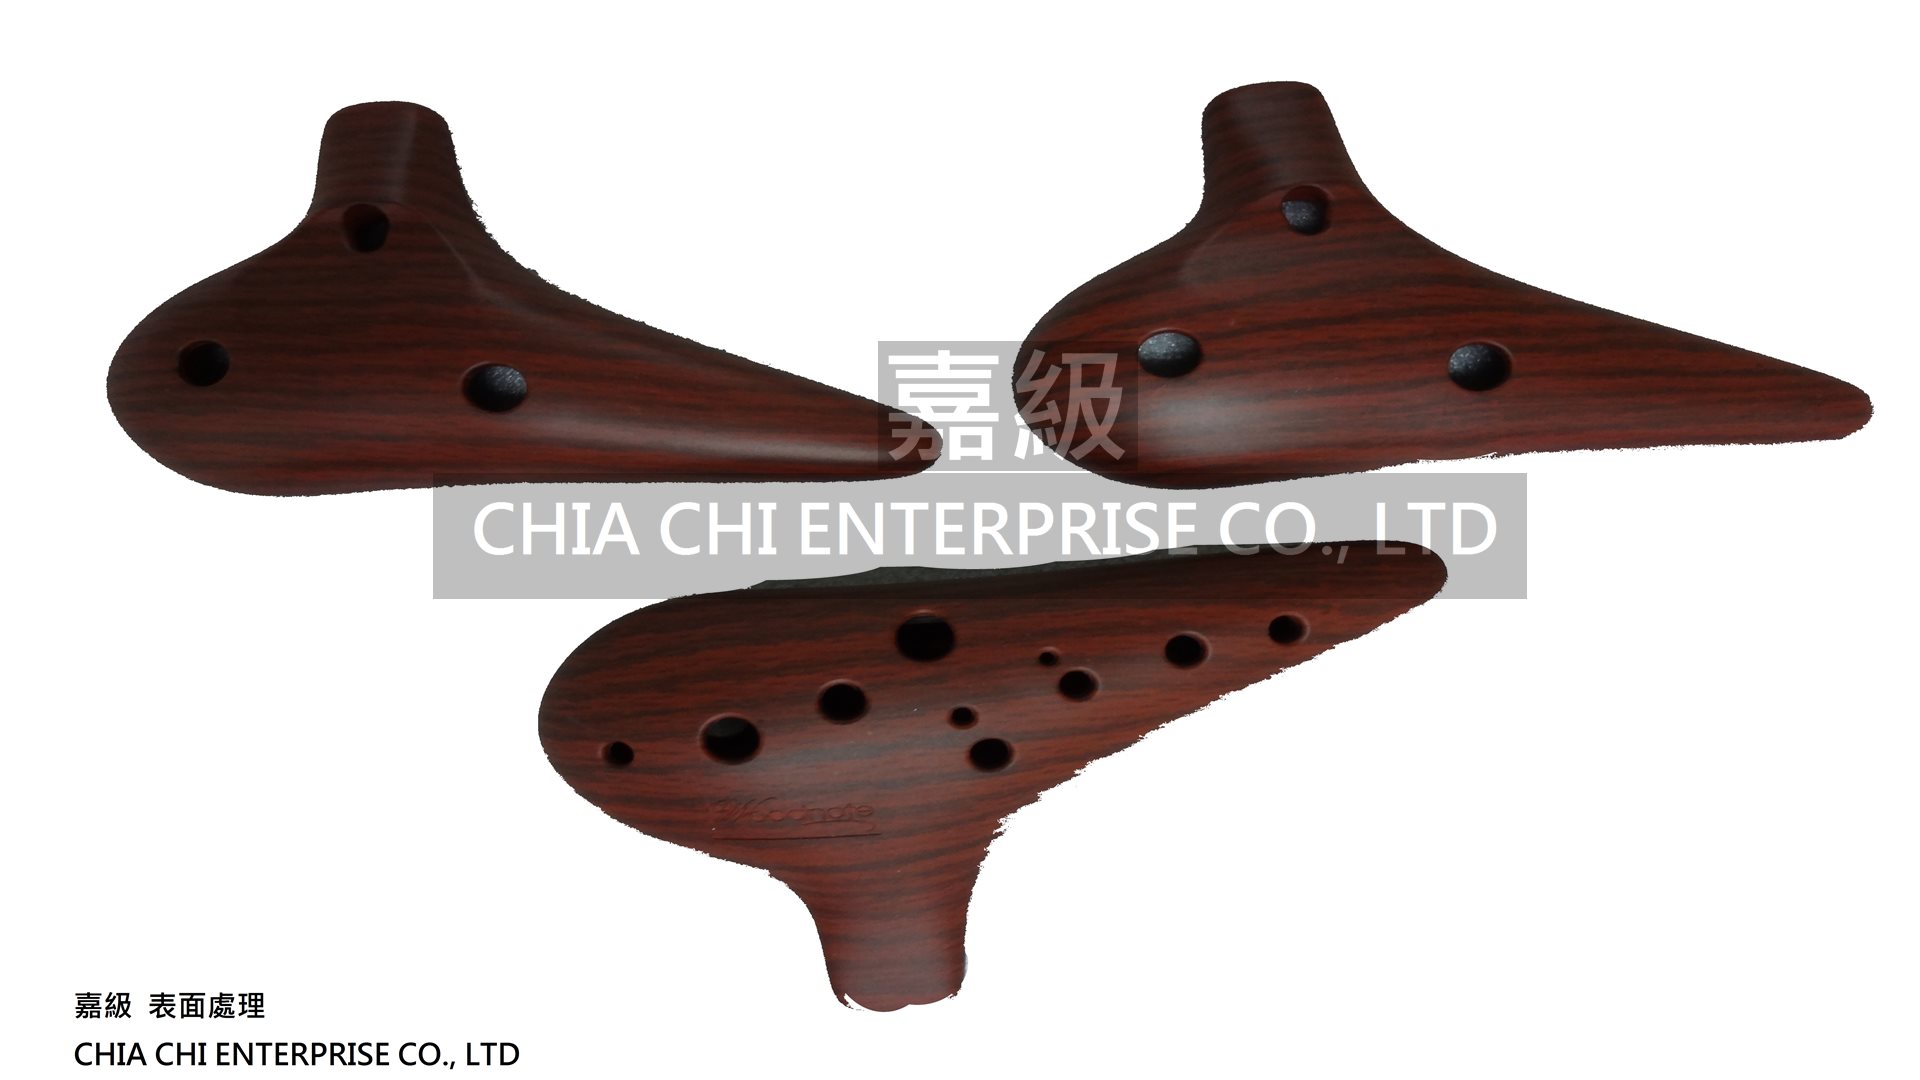 嘉級
CHIA CHI ENTERPRISE CO., LTD
Woodnote
嘉級 表面處理
CHIA CHI ENTERPRISE CO., LTD